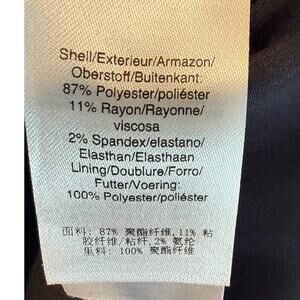 Shell/Exterieur/Armazon/
Oberstoff/Buitenkant:
87% Polyester/poliéster
11% Rayon/Rayonne/
viscosa
2% Spandex/elastano/
Elasthan/Elasthaan
Lining/Doublure/Forro/
Futter/Voering:
100% Polyester/poliéster
面料: 87% 聚酯纤维,11% 粘
胶纤维/粘纤,2% 氨纶
里料: 100% 聚酯纤维